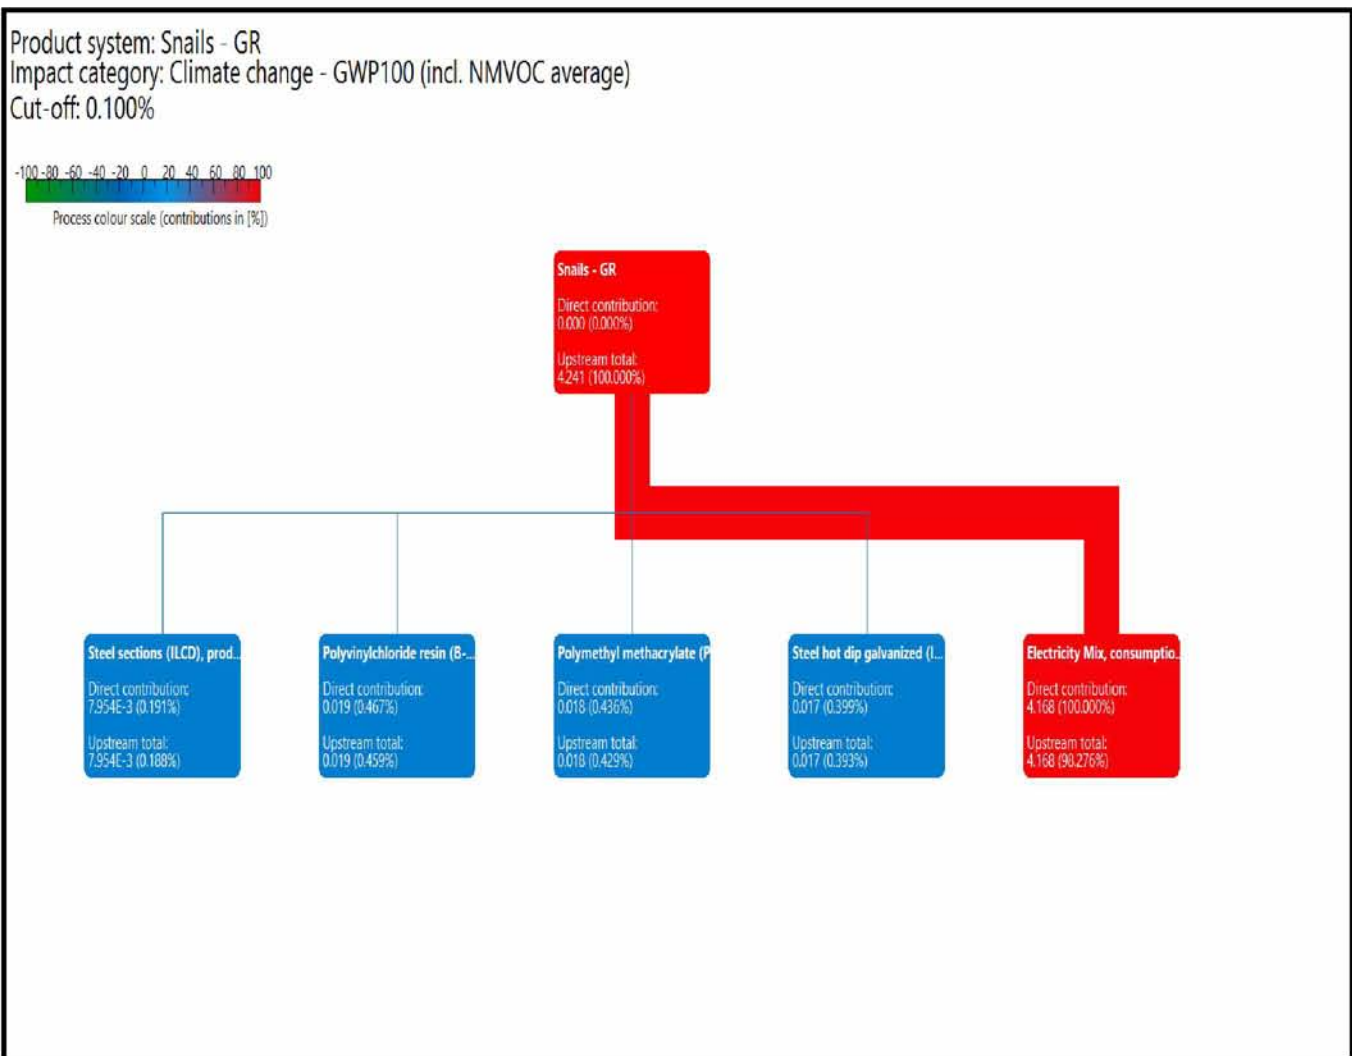 Product system: Snails - GR
Impact category: Climate change - GWP100 (incl. NMVOC average)
Cut-off: 0.100%
-100 -80 -60 -40 -20 0 20 40 60 80 100
Process colour scale (contributions in [%])
Snails - GR
Direct contribution:
0.000 (0.000%)
Upstream total:
4.241 (100.000%)
Steel sections (ILCD), prod...
Direct contribution:
7.954E-3 (0.191%)
Upstream total:
7.954E-3 (0.188%)
Polyvinylchloride resin (B-...
Direct contribution:
0.019 (0.467%)
Upstream total:
0.019 (0.459%)
Polymethyl methacrylate (P
Direct contribution:
0.018 (0.436%)
Upstream total:
0.018 (0.429%)
Steel hot dip galvanized (I...
Direct contribution:
0.017 (0.399%)
Upstream total:
0.017 (0.393%)
Electricity Mix, consumptio...
Direct contribution:
4.168 (100.000%)
Upstream total:
4.168 (98.276%)